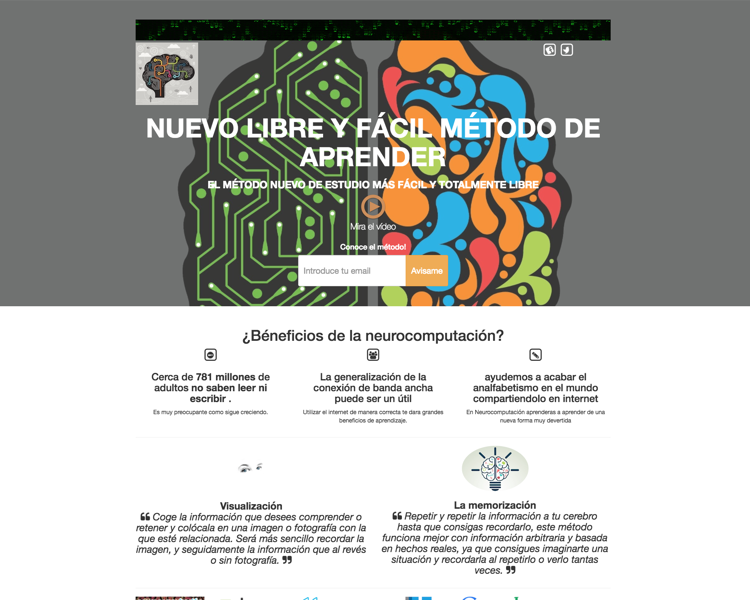 NUEVO LIBRE Y FÁCIL MÉTODO DE
APRENDER
EL MÉTODO NUEVO DE ESTUDIO MÁS FÁCIL Y TOTALMENTE LIBRE
Mira el vídeo
Conoce el método!
Introduce tu email
Avisame
¿Béneficios de la neurocomputación?
Cerca de 781 millones de
adultos no saben leer ni
escribir .
Es muy preocupante como sigue creciendo.
La generalización de la
conexión de banda ancha
puede ser un útil
Utilizar el internet de manera correcta te dara grandes
beneficios de aprendizaje.
ayudemos a acabar el
analfabetismo en el mundo
compartiendolo en internet
En Neurocomputación aprenderas a aprender de una
nueva forma muy devertida
Visualización
❝ Coge la información que desees comprender o
retener y colócala en una imagen o fotografía con la
que esté relacionada. Será más sencillo recordar la
imagen, y seguidamente la información que al revés
o sin fotografía. ❞
La memorización
❝ Repetir y repetir la información a tu cerebro
hasta que consigas recordarlo, este método
funciona mejor con información arbitraria y basada
en hechos reales, ya que consigues imaginarte una
situación y recordarla al repetirlo o verlo tantas
veces. ❞